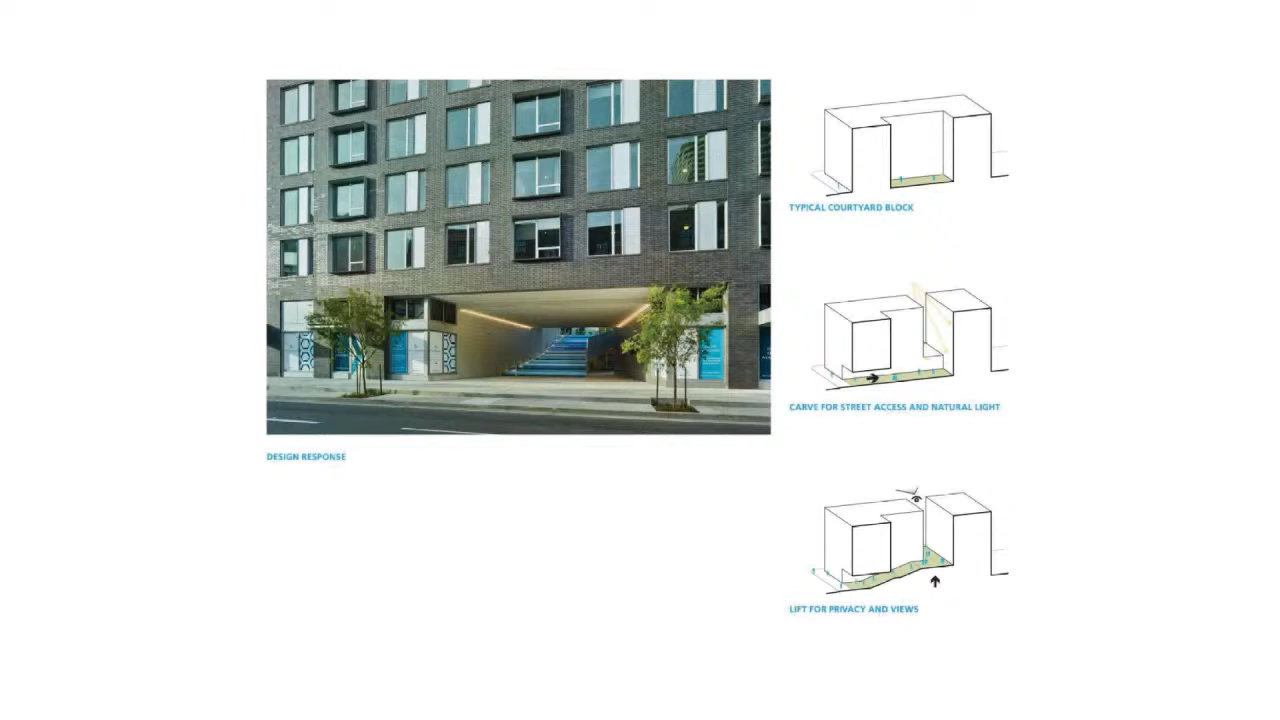 TYPICAL COURTYARD BLOCK
CARVE FOR STREET ACCESS AND NATURAL LIGHT
DESIGN RESPONSE
LIFT FOR PRIVACY AND VIEWS